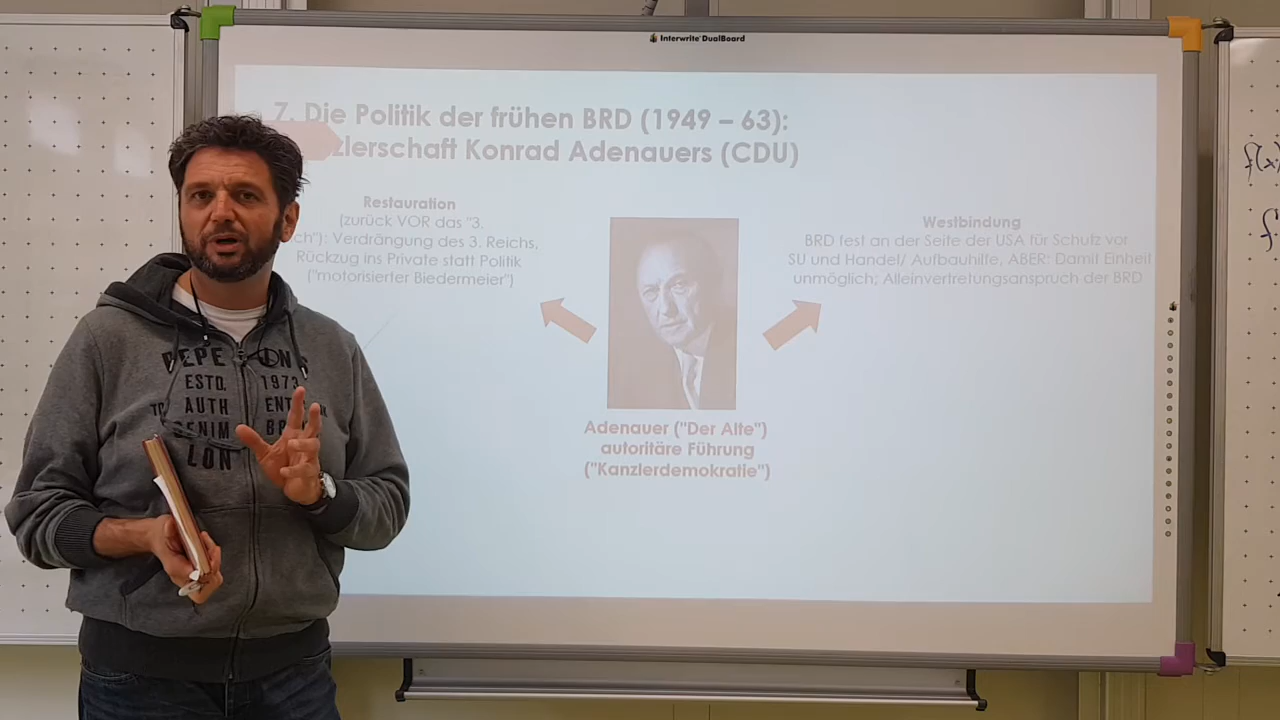 Interwrite DualBoard
7. Die Politik der frühen BRD (1949 – 63):
zlerschaft Konrad Adenauers (CDU)
Restauration
(zurück VOR das "3.
ch"): Verdrängung des 3. Reichs,
Rückzug ins Private statt Politik
("motorisierter Biedermeier")
Westbindung
BRD fest an der Seite der USA für Schutz vor
SU und Handel/ Aufbauhilfe, ABER: Damit Einheit
unmöglich; Alleinvertretungsanspruch der BRD
Adenauer ("Der Alte")
autoritäre Führung
("Kanzlerdemokratie")
PEPE
ESTD. 1973
AUTH ENT
DENIM
LON
f(x)
f'